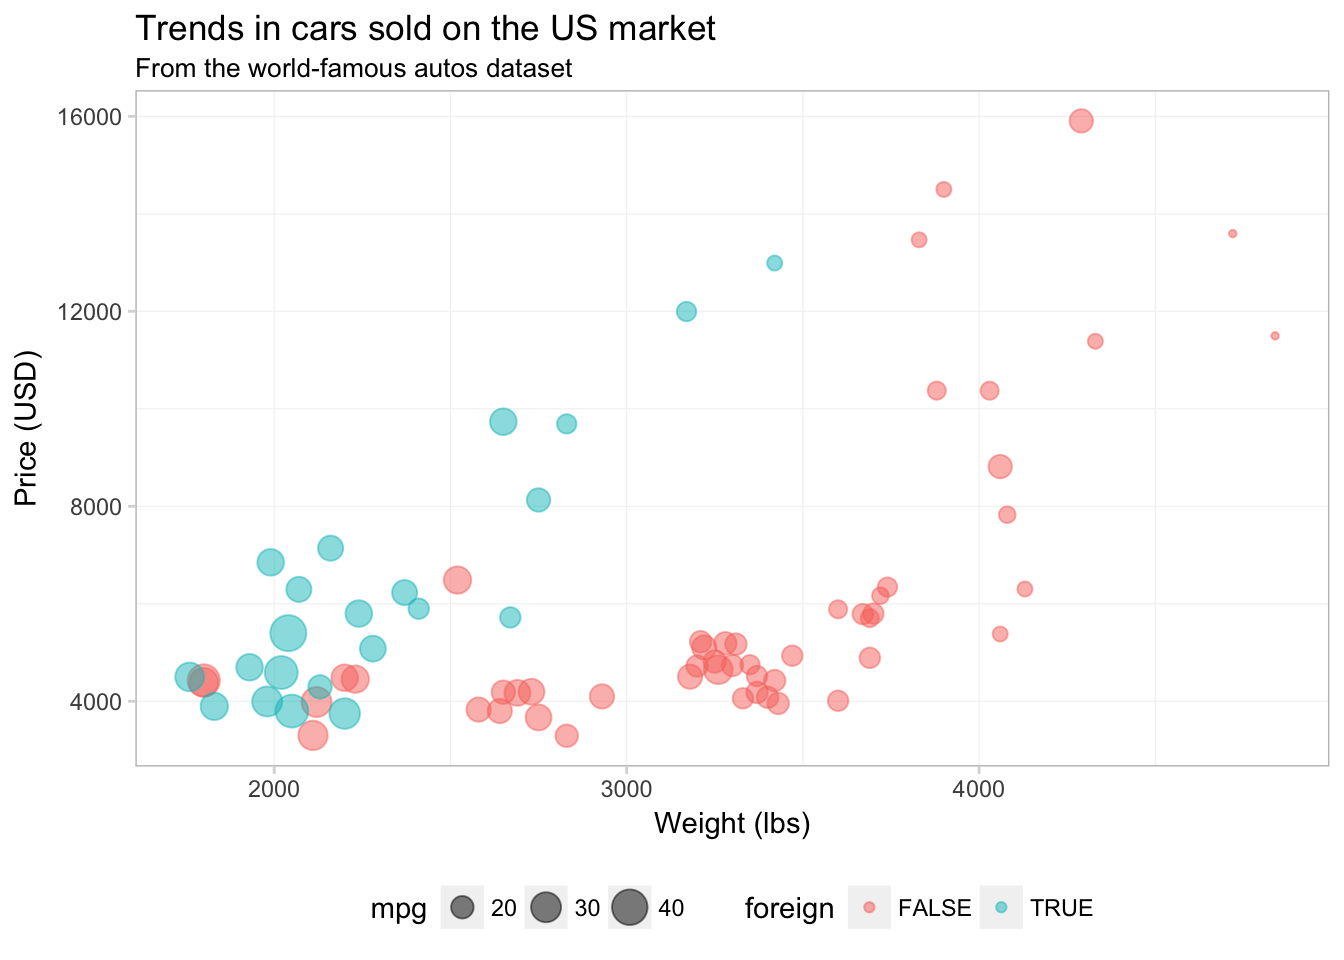 Trends in cars sold on the US market
From the world-famous autos dataset
16000
12000
8000
4000
Price (USD)
2000 3000 4000
Weight (lbs)
mpg 20 30 40 foreign FALSE TRUE